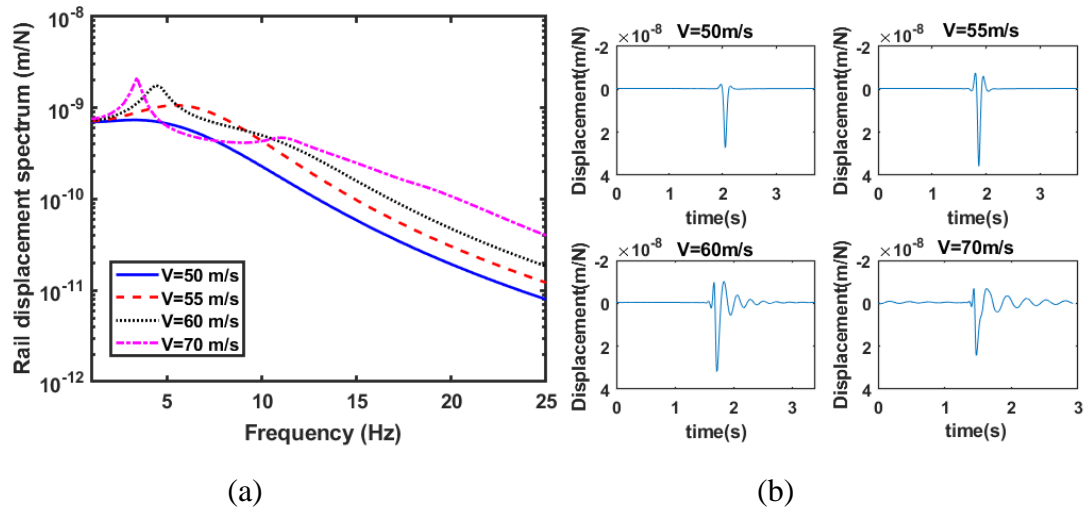 10^-8
10^-9
10^-10
10^-11
10^-12
Rail displacement spectrum (m/N)
V=50 m/s
V=55 m/s
V=60 m/s
V=70 m/s
5 10 15 20 25
Frequency (Hz)
(a)
×10^-8 V=50m/s
-2
0
2
4
Displacement(m/N)
0 1 2 3
time(s)
×10^-8 V=55m/s
-2
0
2
4
Displacement(m/N)
0 1 2 3
time(s)
×10^-8 V=60m/s
-2
0
2
4
Displacement(m/N)
0 1 2 3
time(s)
×10^-8 V=70m/s
-2
0
2
4
Displacement(m/N)
0 1 2 3
time(s)
(b)